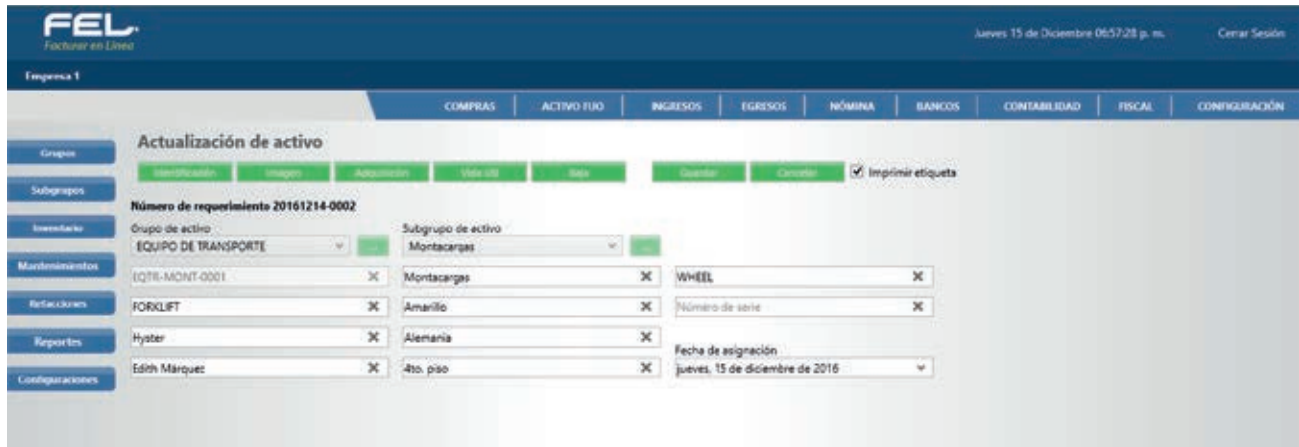 FEL.
Facturar en Línea
Jueves 15 de Diciembre 06:57:28 p. m.
Cerrar Sesión
Empresa 1
COMPRAS
ACTIVO FIJO
INGRESOS
EGRESOS
NÓMINA
BANCOS
CONTABILIDAD
FISCAL
CONFIGURACIÓN
Grupos
Subgrupos
Inventario
Mantenimientos
Refacciones
Reportes
Configuraciones
Actualización de activo
Identificación
Imagen
Adquisición
Vida útil
Baja
Guardar
Cancelar
Imprimir etiqueta
Número de requerimiento 20161214-0002
Grupo de activo
Subgrupo de activo
EQUIPO DE TRANSPORTE
...
Montacargas
...
EQTR-MONT-0001
Montacargas
WHEEL
FORKLIFT
Amarillo
Número de serie
Hyster
Alemania
Fecha de asignación
Edith Márquez
4to. piso
jueves, 15 de diciembre de 2016